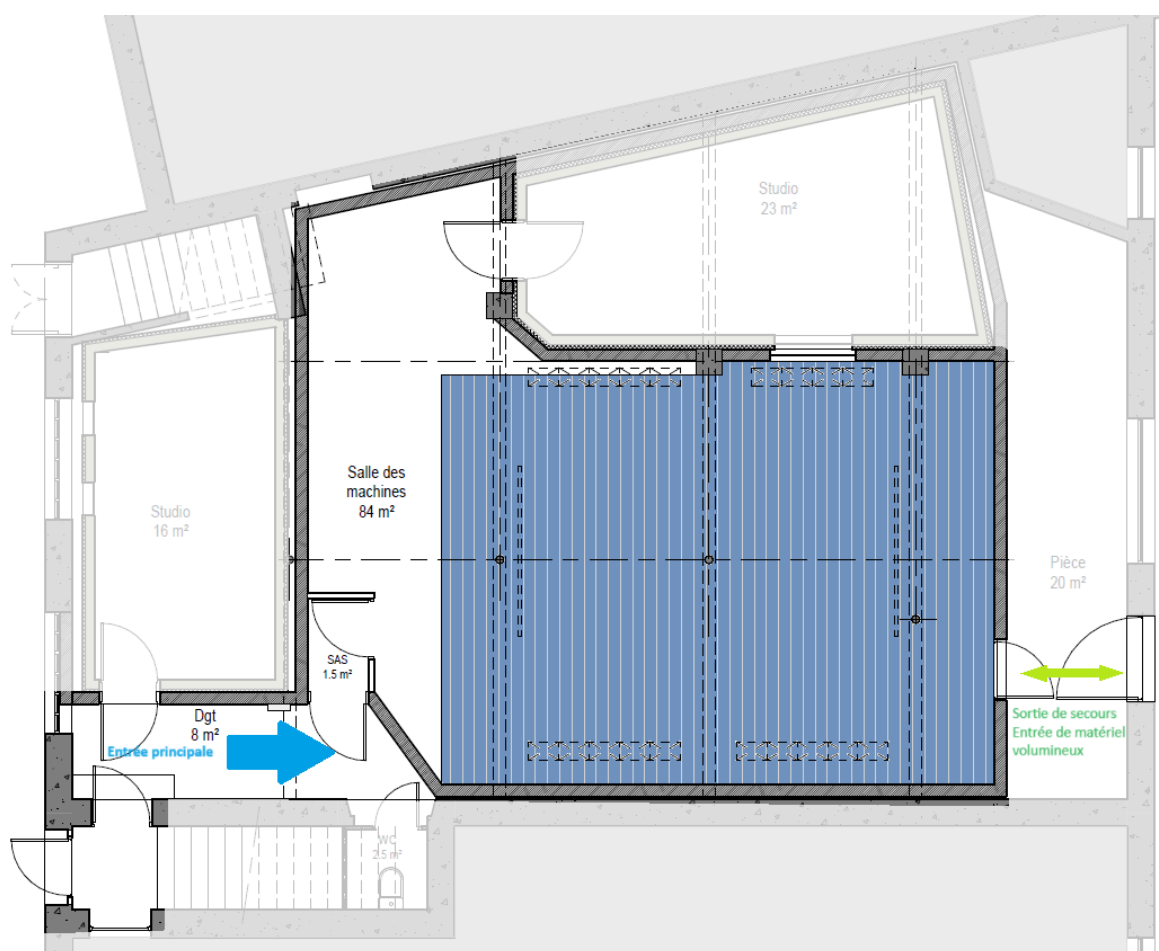 Studio
23 m²
Salle des
machines
84 m²
Studio
16 m²
Pièce
20 m²
SAS
1.5 m²
Dgt
8 m²
Entrée principale
Sortie de secours
Entrée de matériel
volumineux
WC
2.5 m²